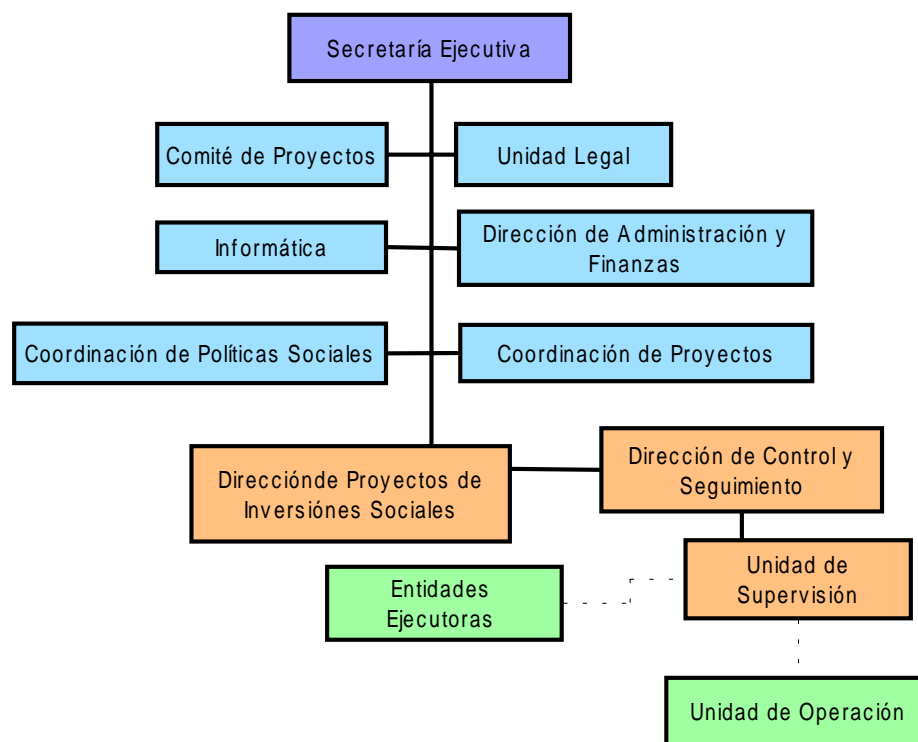 Secretaría Ejecutiva
Comité de Proyectos
Unidad Legal
Informática
Dirección de Administración y
Finanzas
Coordinación de Políticas Sociales
Coordinación de Proyectos
Direcciónde Proyectos de
Inversiónes Sociales
Dirección de Control y
Seguimiento
Unidad de
Supervisión
Entidades
Ejecutoras
Unidad de Operación